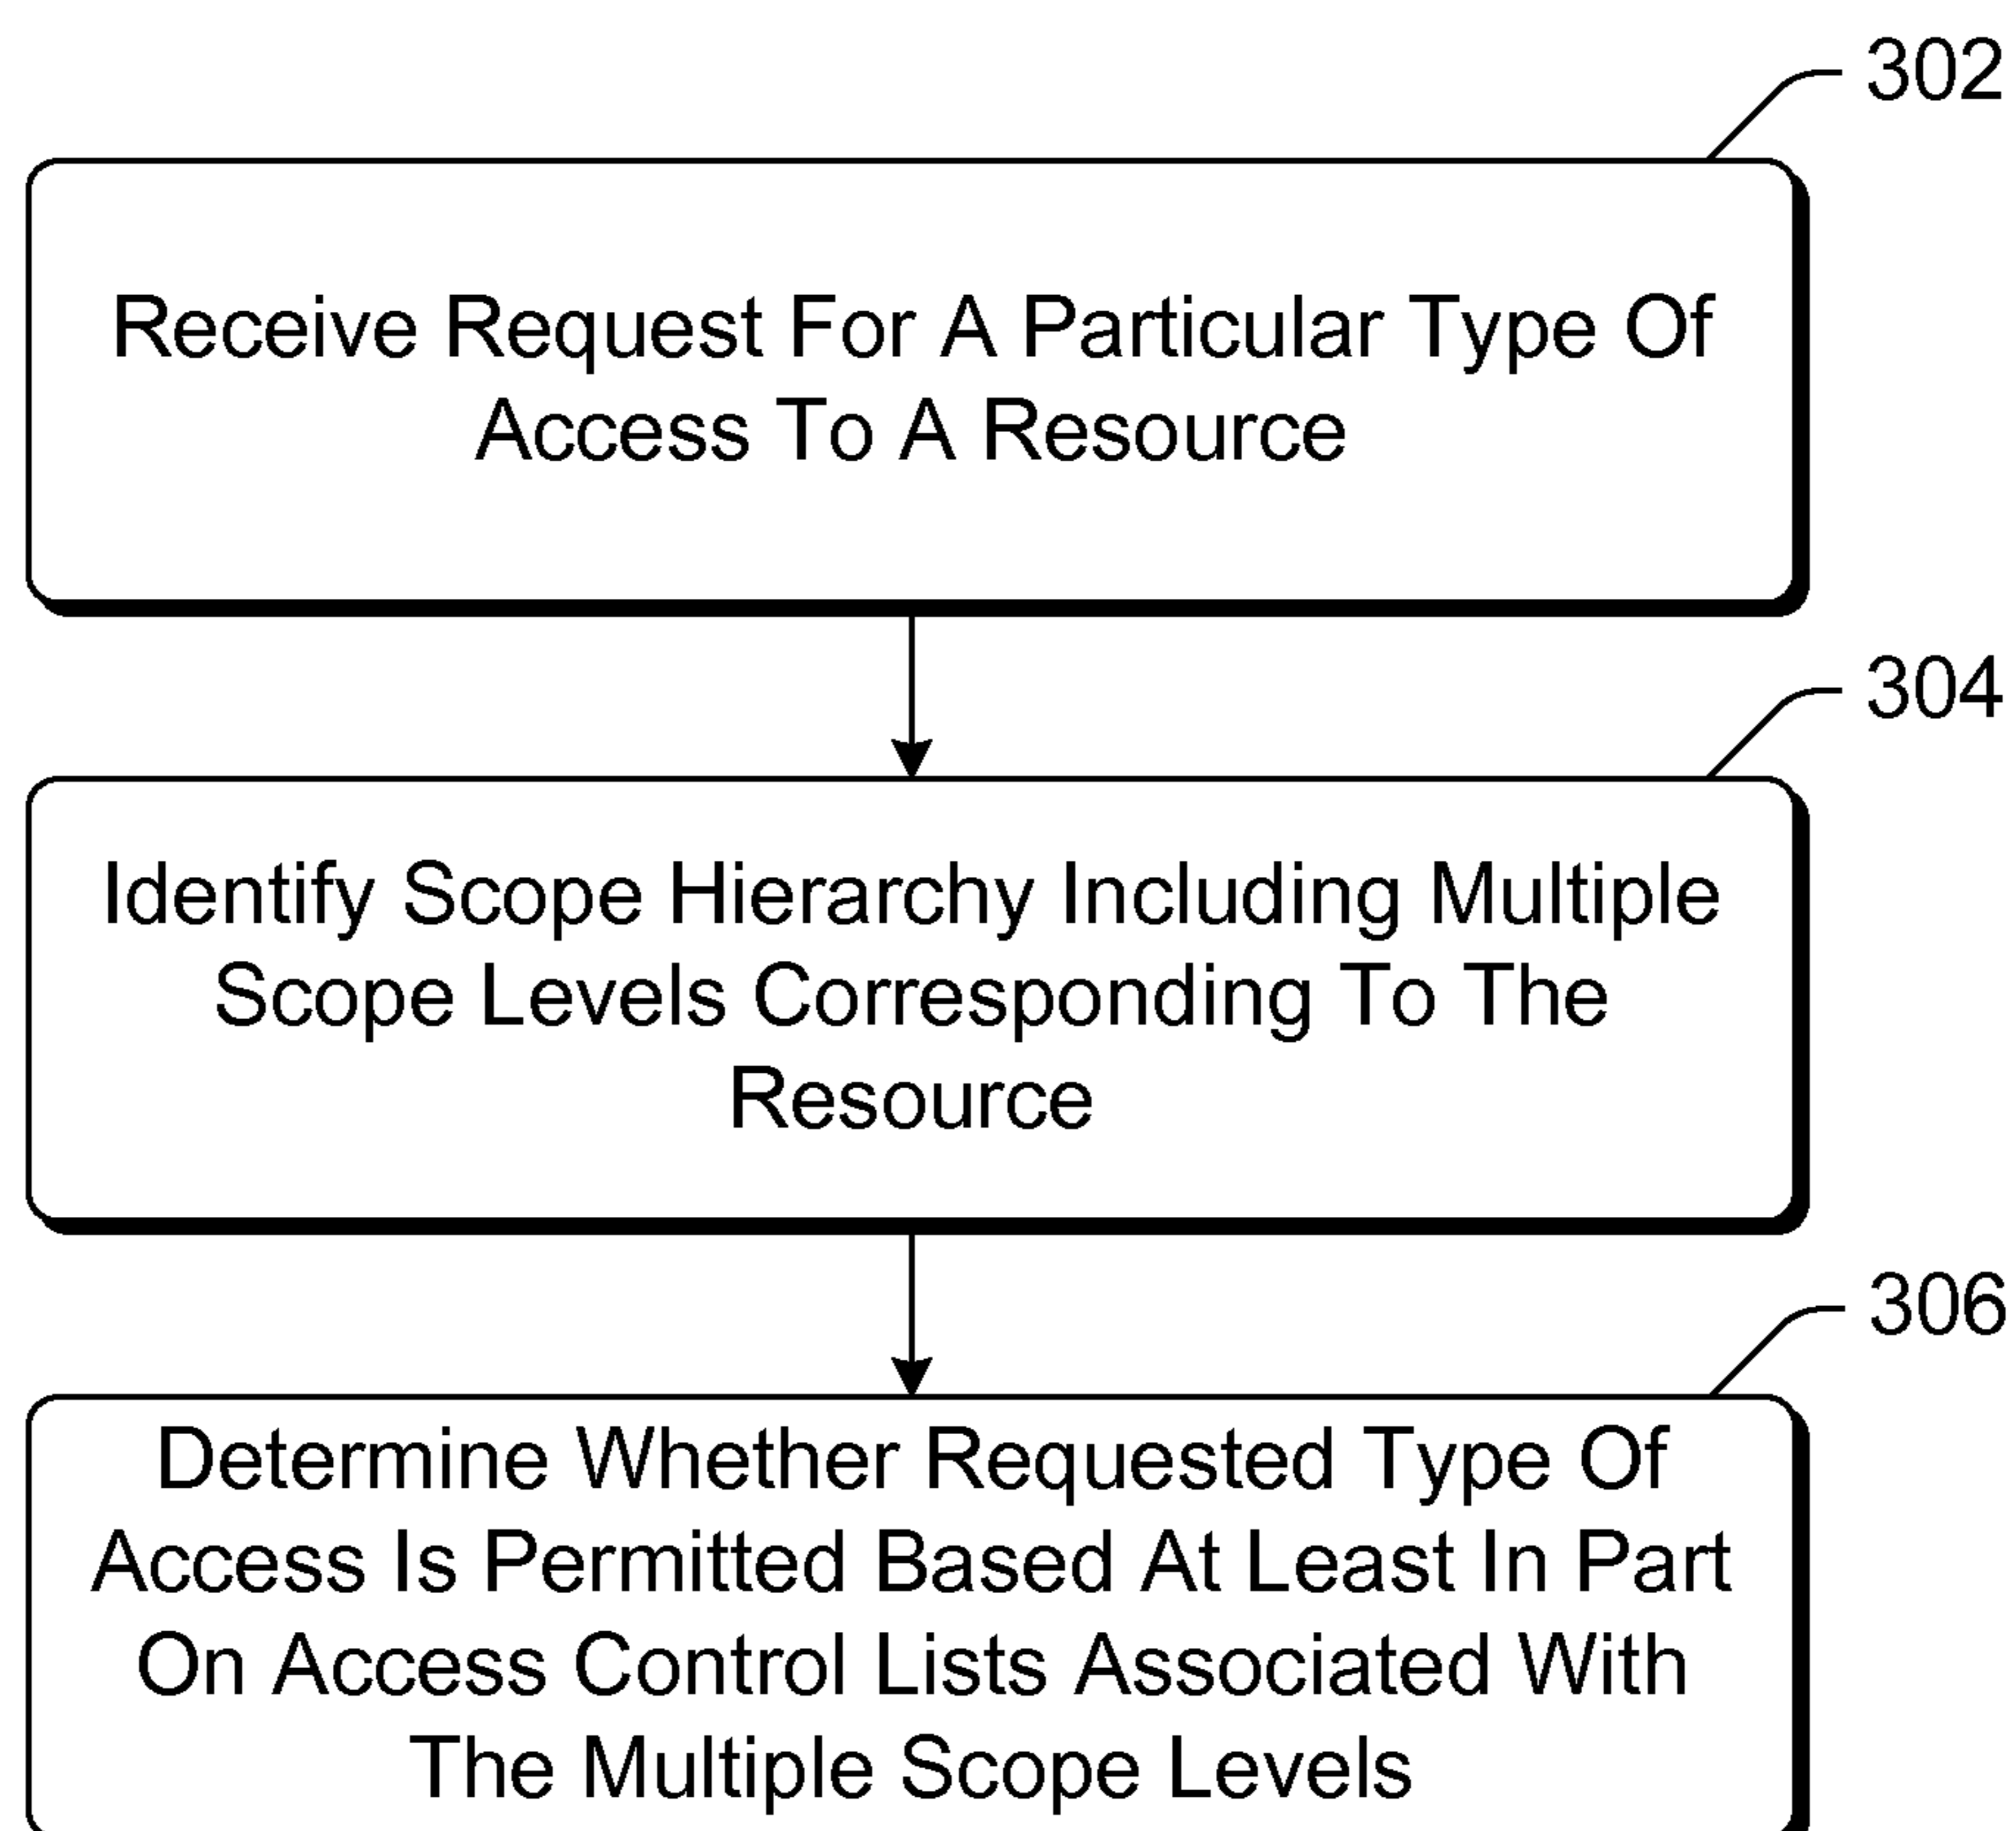 302
Receive Request For A Particular Type Of
Access To A Resource
304
Identify Scope Hierarchy Including Multiple
Scope Levels Corresponding To The
Resource
306
Determine Whether Requested Type Of
Access Is Permitted Based At Least In Part
On Access Control Lists Associated With
The Multiple Scope Levels